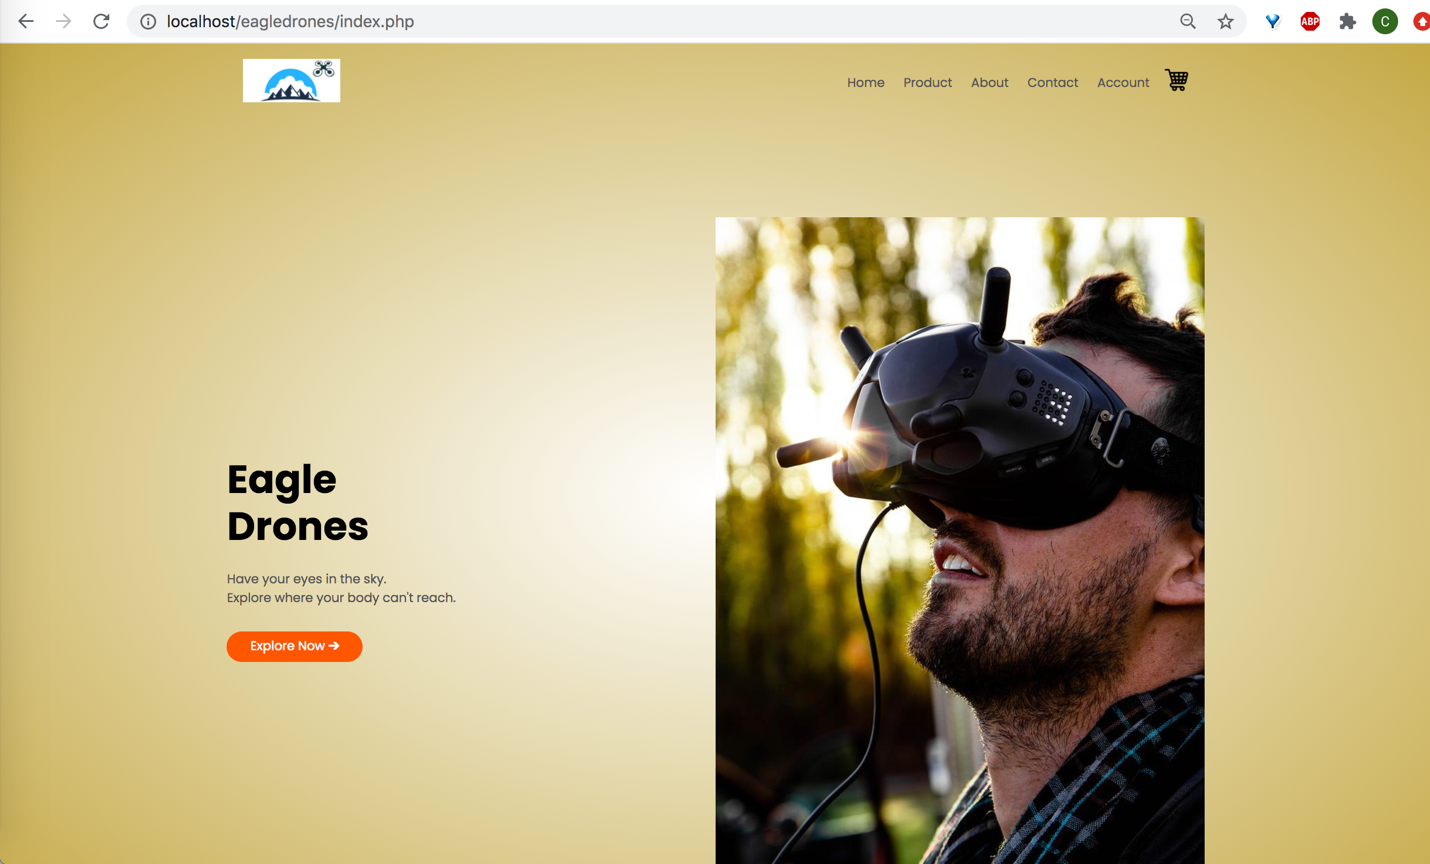 localhost/eagledrones/index.php
ABP
C
Home Product About Contact Account
Eagle
Drones
Have your eyes in the sky.
Explore where your body can't reach.
Explore Now ➔